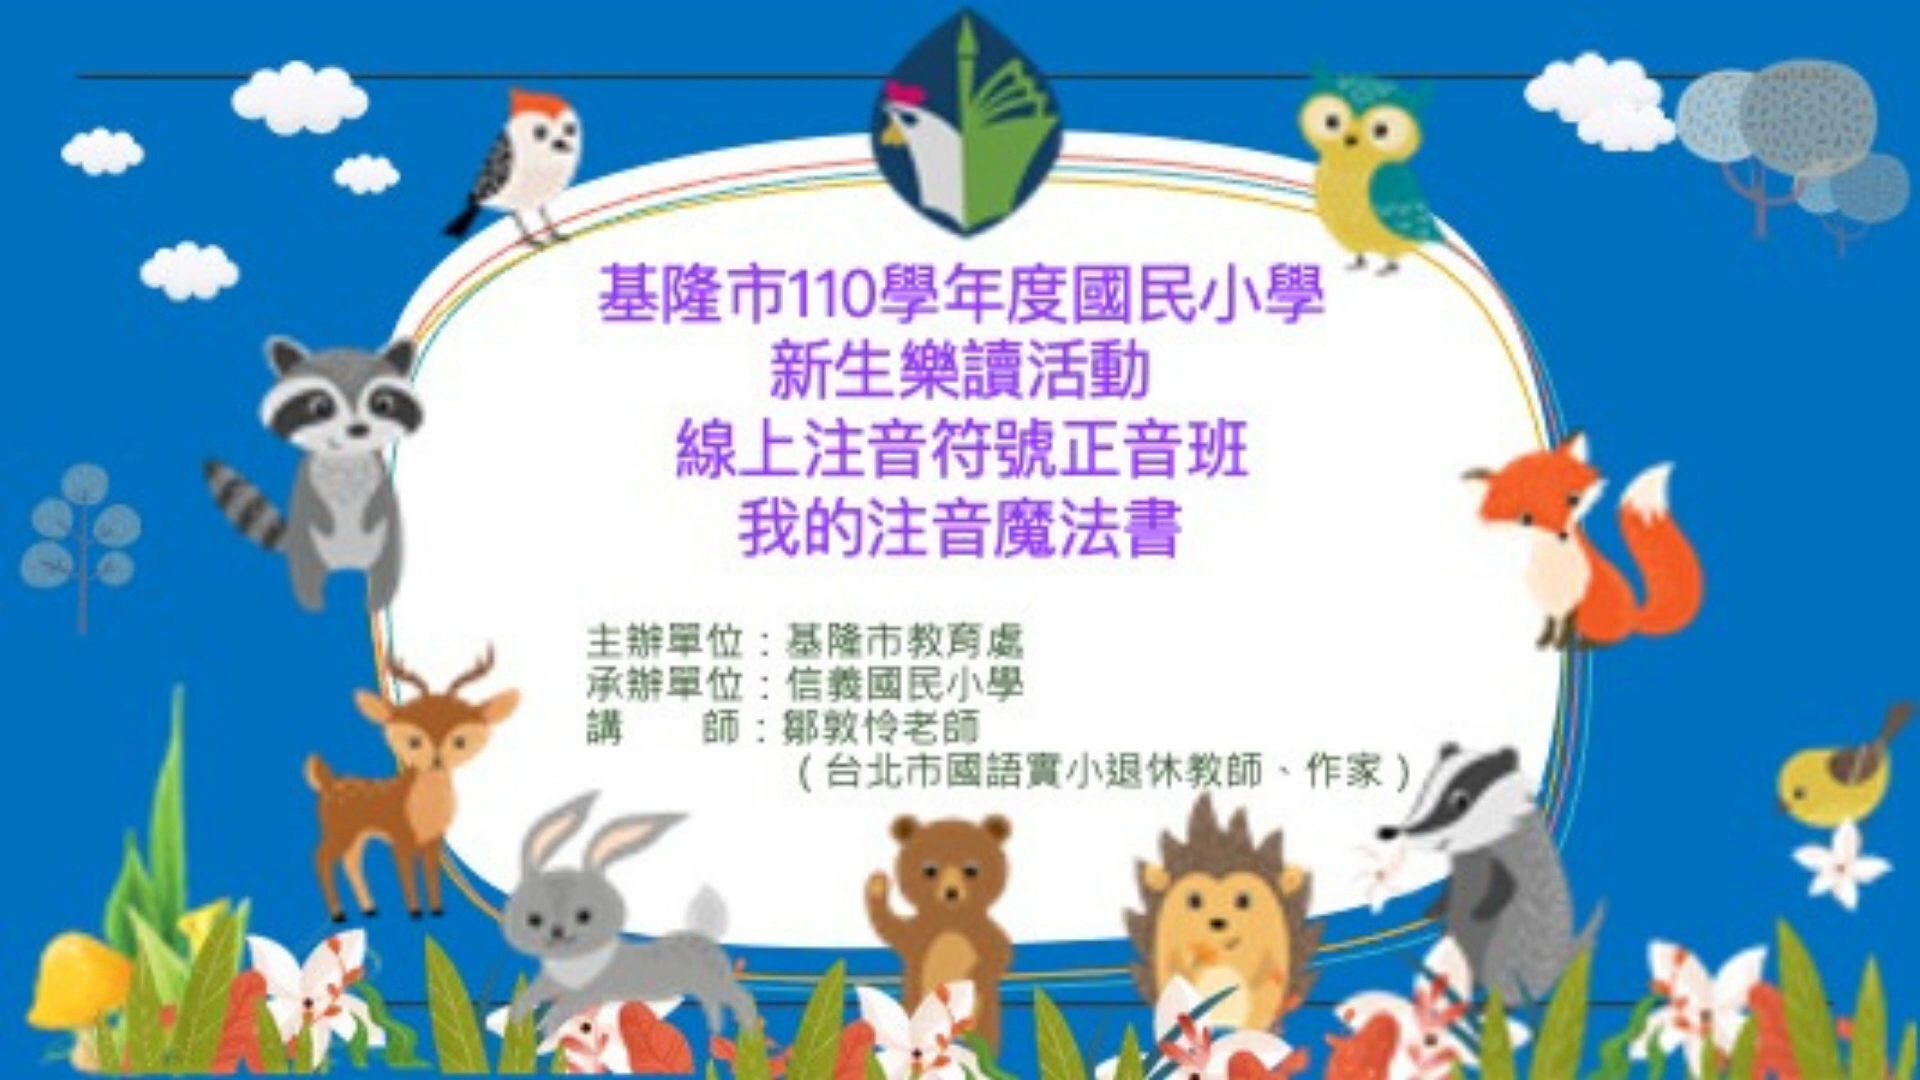 基隆市110學年度國民小學
新生樂讀活動
線上注音符號正音班
我的注音魔法書
主辦單位：基隆市教育處
承辦單位：信義國民小學
講　　師：鄒敦怜老師
（台北市國語實小退休教師、作家）